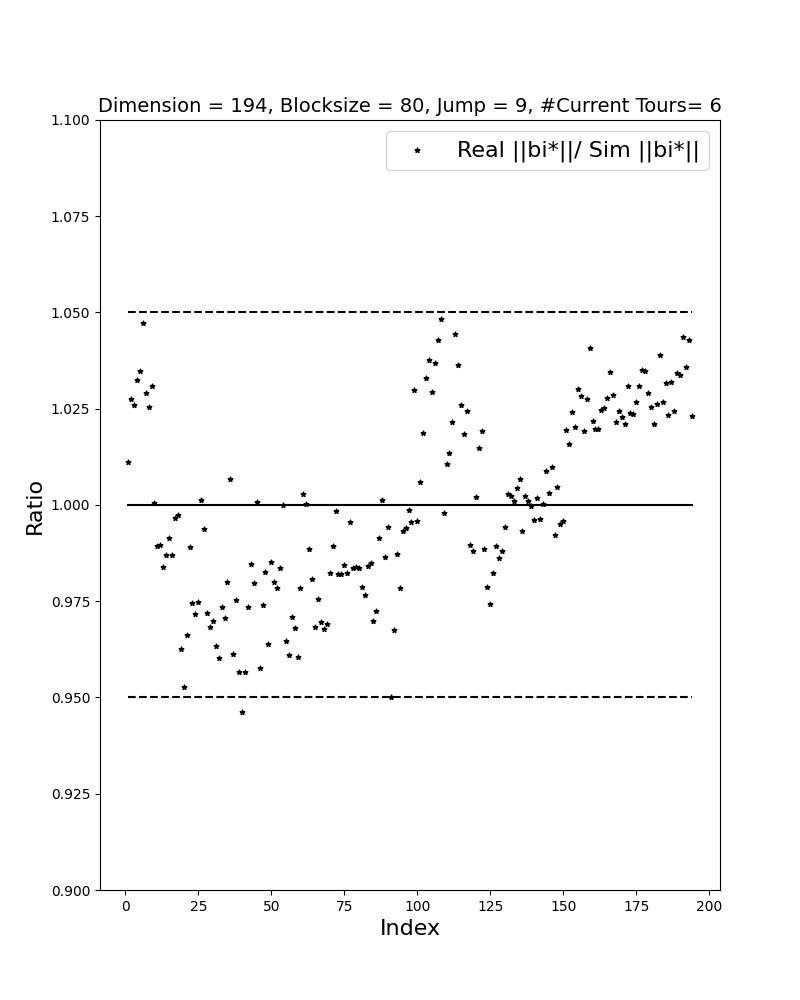 Dimension = 194, Blocksize = 80, Jump = 9, #Current Tours= 6
1.100
Real ||bi*||/ Sim ||bi*||
1.075
1.050
1.025
1.000
0.975
0.950
0.925
0.900
Ratio
0 25 50 75 100 125 150 175 200
Index